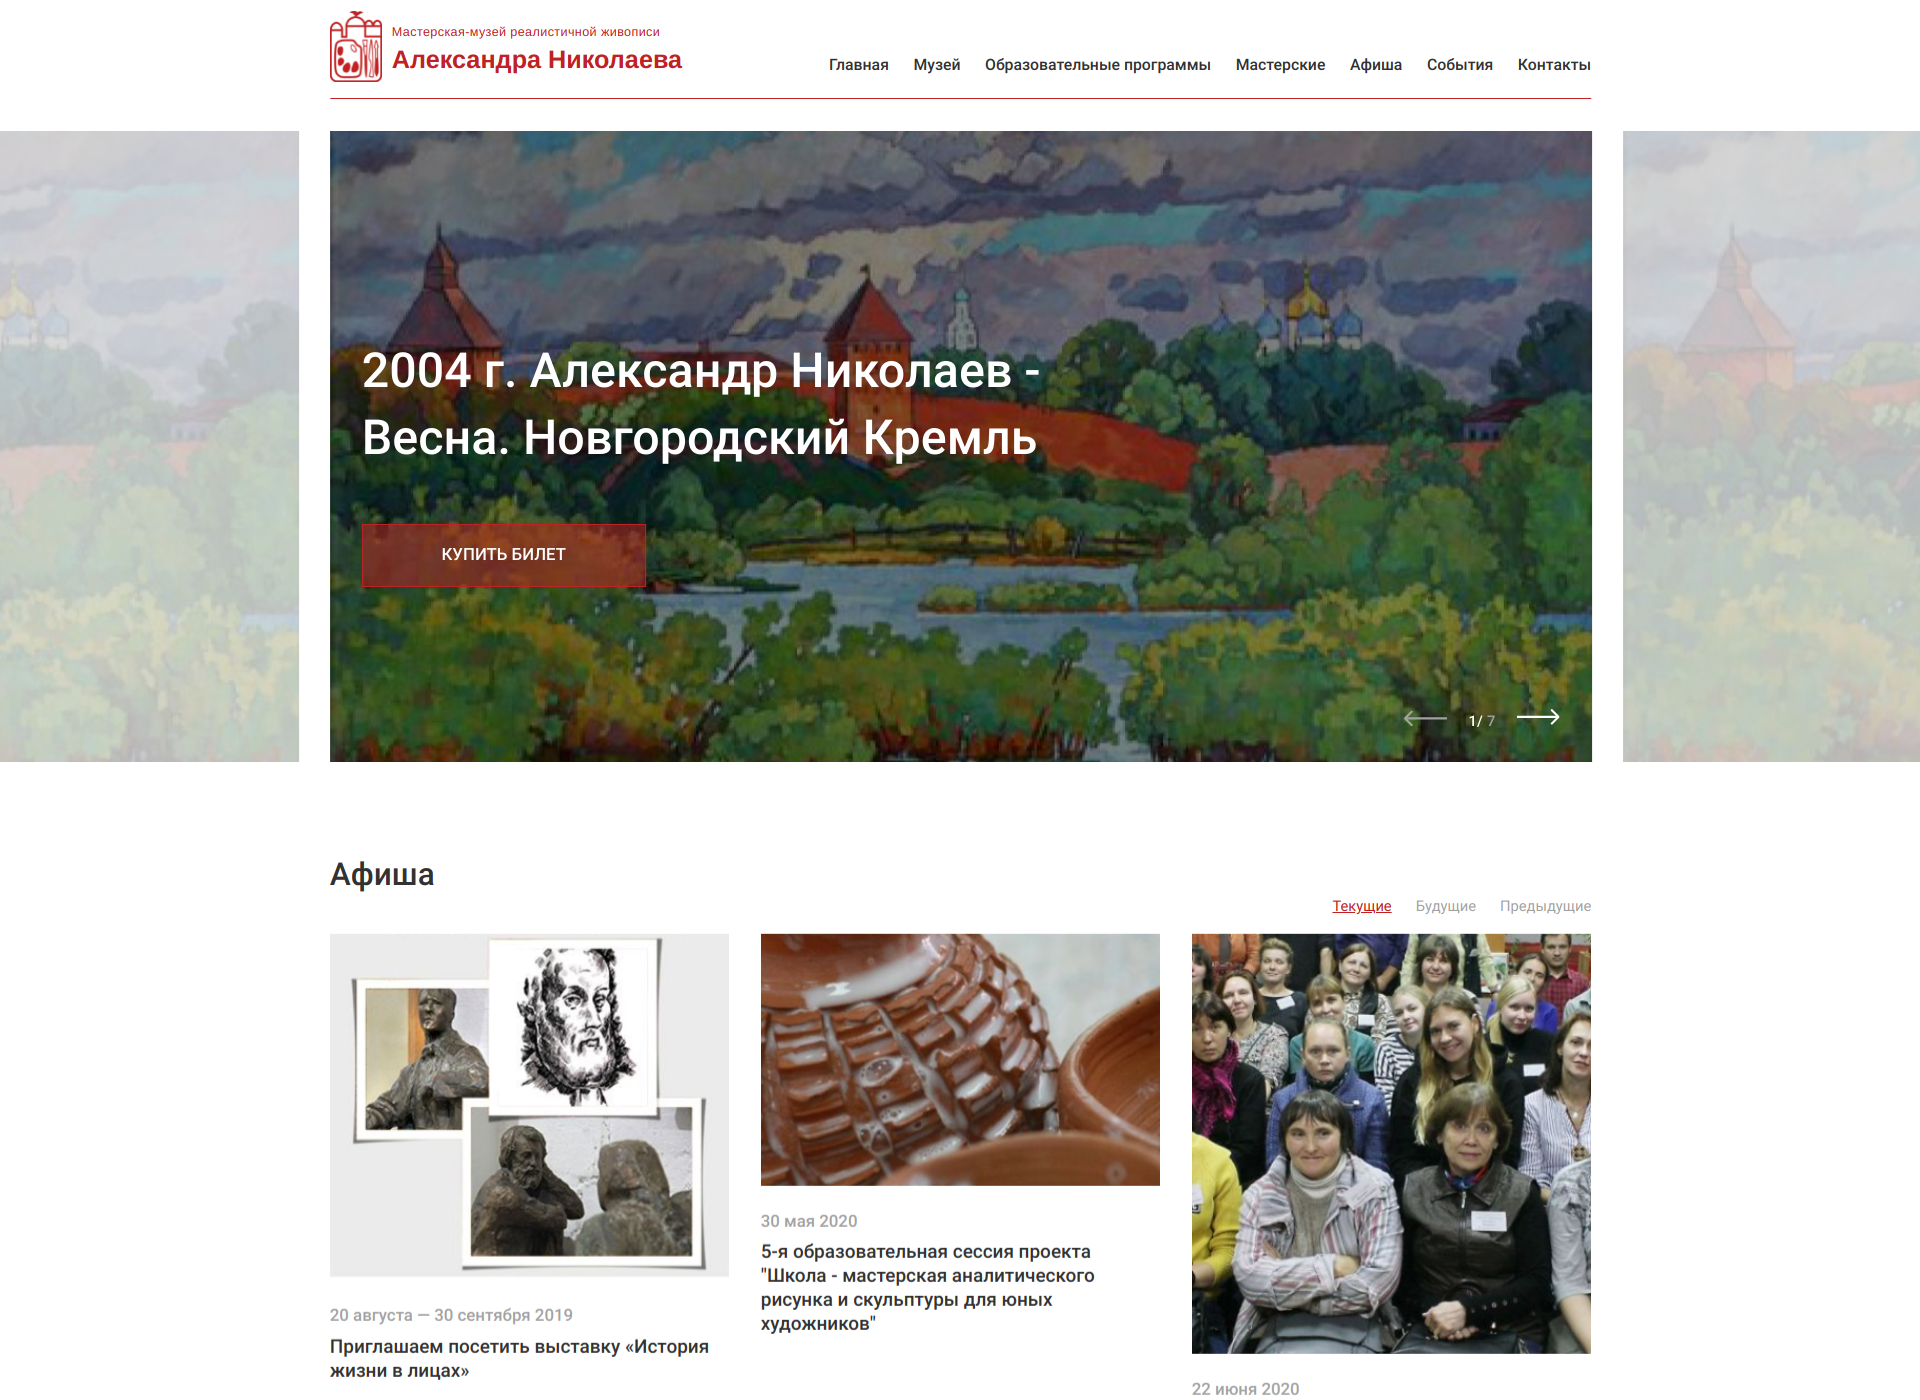 Мастерская-музей реалистичной живописи
Александра Николаева
Главная Музей Образовательные программы Мастерские Афиша События Контакты
2004 г. Александр Николаев -
Весна. Новгородский Кремль
КУПИТЬ БИЛЕТ
1/ 7
Афиша
Текущие Будущие Предыдущие
20 августа — 30 сентября 2019
Приглашаем посетить выставку «История
жизни в лицах»
30 мая 2020
5-я образовательная сессия проекта
"Школа - мастерская аналитического
рисунка и скульптуры для юных
художников"
22 июня 2020